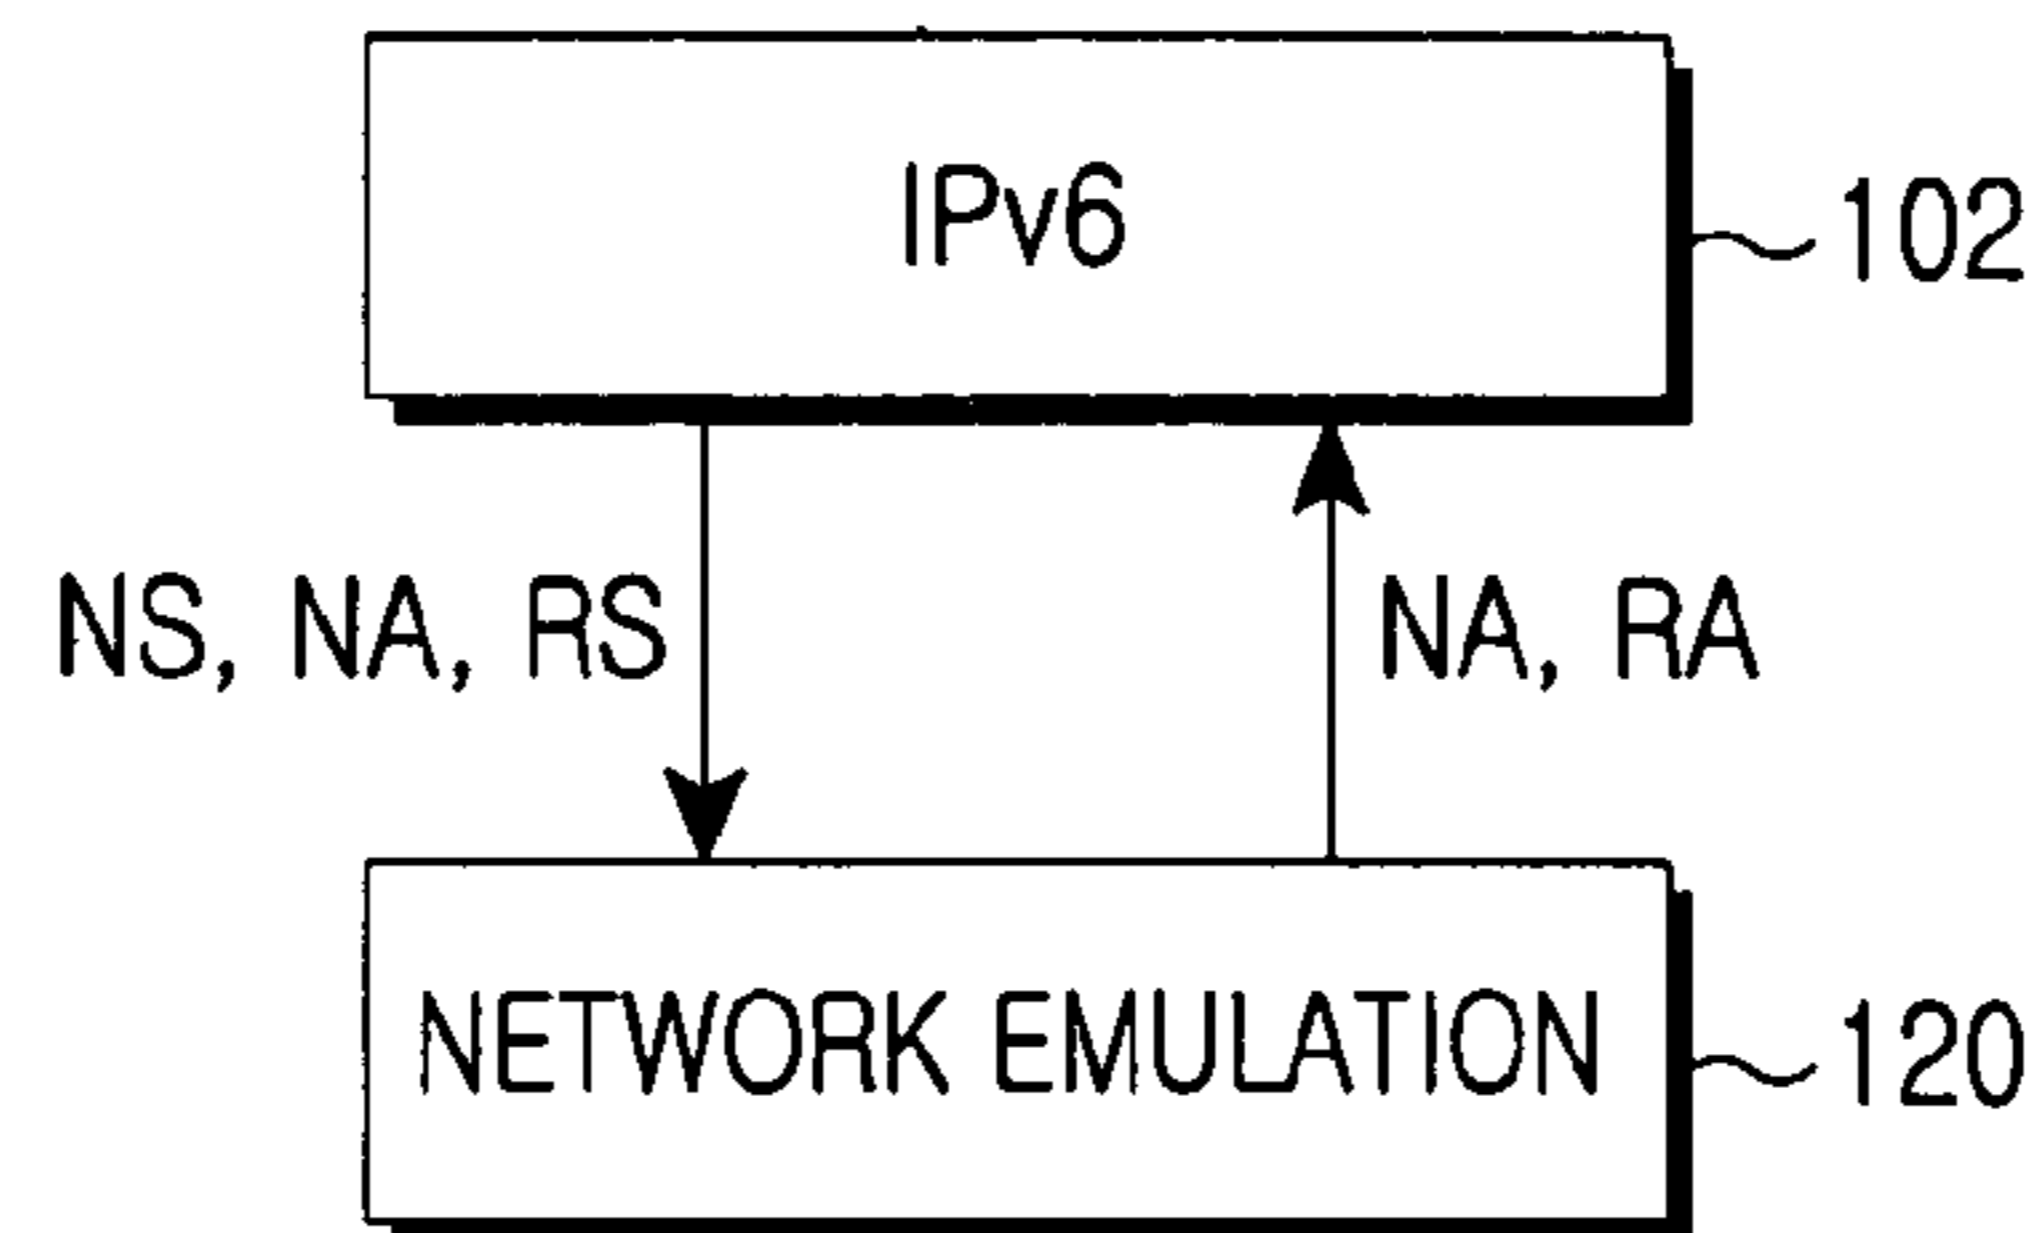 IPv6
102
NS, NA, RS
NA, RA
NETWORK EMULATION
120